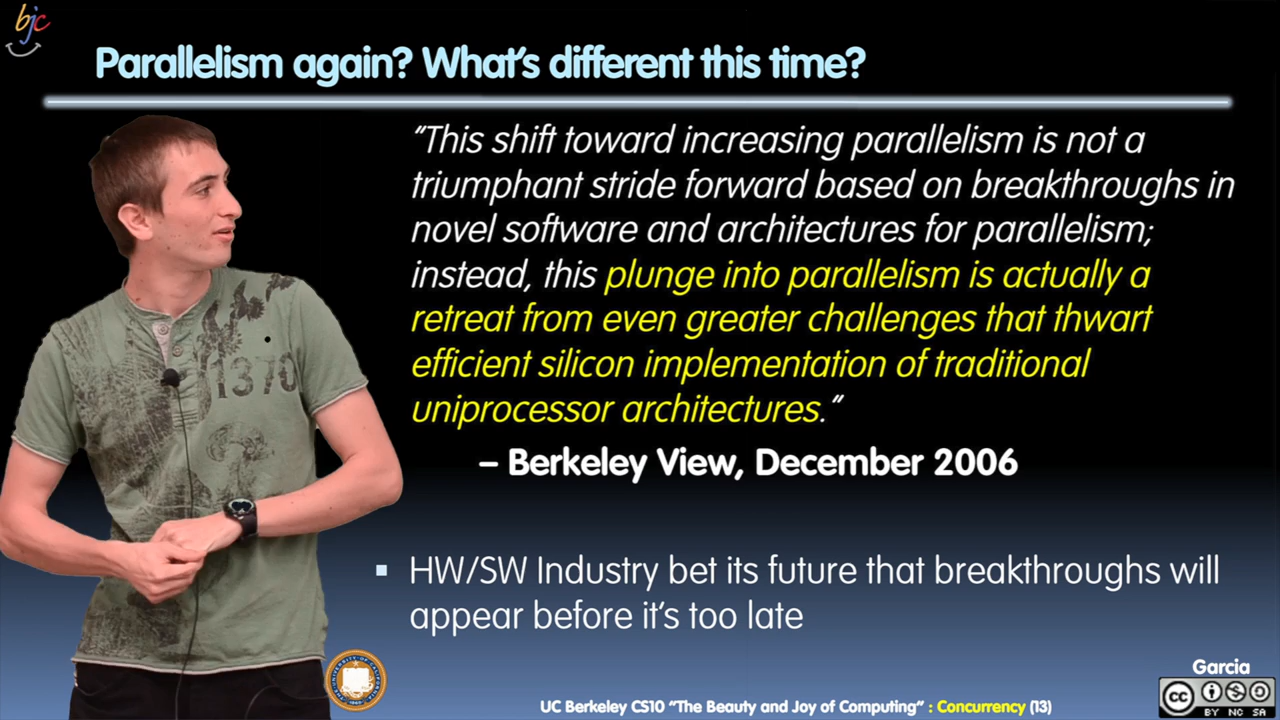 bjc
Parallelism again? What's different this time?
“This shift toward increasing parallelism is not a
triumphant stride forward based on breakthroughs in
novel software and architectures for parallelism;
instead, this plunge into parallelism is actually a
retreat from even greater challenges that thwart
efficient silicon implementation of traditional
uniprocessor architectures.”
– Berkeley View, December 2006
1370
▪ HW/SW Industry bet its future that breakthroughs will
appear before it's too late
Garcia
UC Berkeley CS10 “The Beauty and Joy of Computing” : Concurrency (13)
cc
BY NC SA